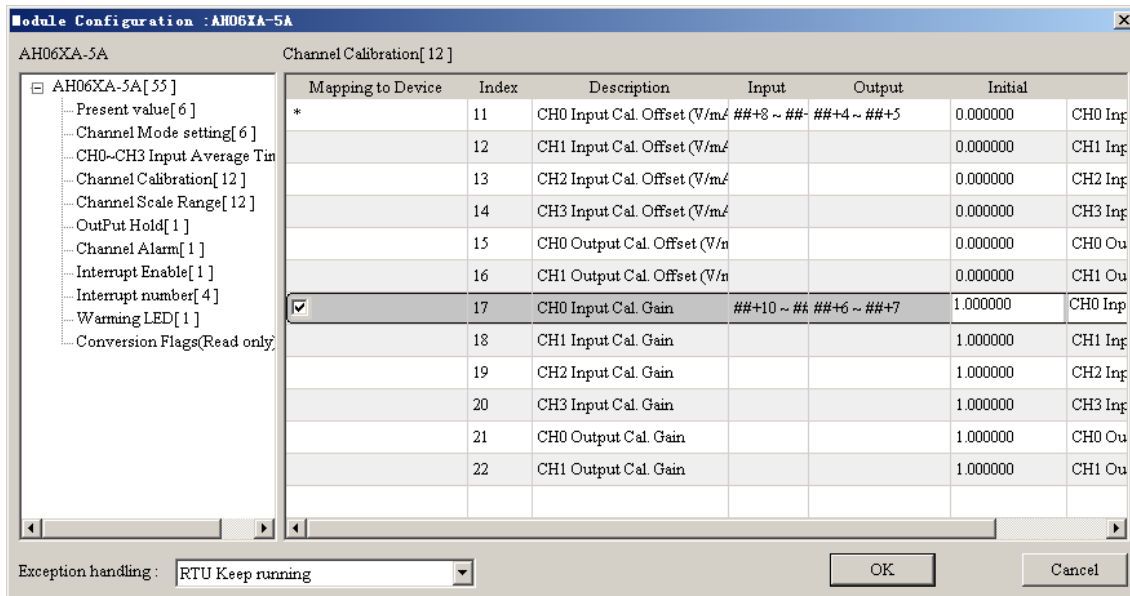 Module Configuration :AH06XA-5A
AH06XA-5A
Channel Calibration[ 12 ]
AH06XA-5A[ 55 ]
Present value[ 6 ]
Channel Mode setting[ 6 ]
CH0~CH3 Input Average Tim
Channel Calibration[ 12 ]
Channel Scale Range[ 12 ]
OutPut Hold[ 1 ]
Channel Alarm[ 1 ]
Interrupt Enable[ 1 ]
Interrupt number[ 4 ]
Warming LED[ 1 ]
Conversion Flags(Read only)
Mapping to Device Index Description Input Output Initial
* 11 CH0 Input Cal. Offset (V/mA ##+8 ~ ##- ##+4 ~ ##+5 0.000000 CH0 Inp
12 CH1 Input Cal. Offset (V/mA 0.000000 CH1 Inp
13 CH2 Input Cal. Offset (V/mA 0.000000 CH2 Inp
14 CH3 Input Cal. Offset (V/mA 0.000000 CH3 Inp
15 CH0 Output Cal. Offset (V/m 0.000000 CH0 Ou
16 CH1 Output Cal. Offset (V/m 0.000000 CH1 Ou
17 CH0 Input Cal. Gain ##+10 ~ ## ##+6 ~ ##+7 1.000000 CH0 Inp
18 CH1 Input Cal. Gain 1.000000 CH1 Inp
19 CH2 Input Cal. Gain 1.000000 CH2 Inp
20 CH3 Input Cal. Gain 1.000000 CH3 Inp
21 CH0 Output Cal. Gain 1.000000 CH0 Ou
22 CH1 Output Cal. Gain 1.000000 CH1 Ou
Exception handling : RTU Keep running
OK
Cancel